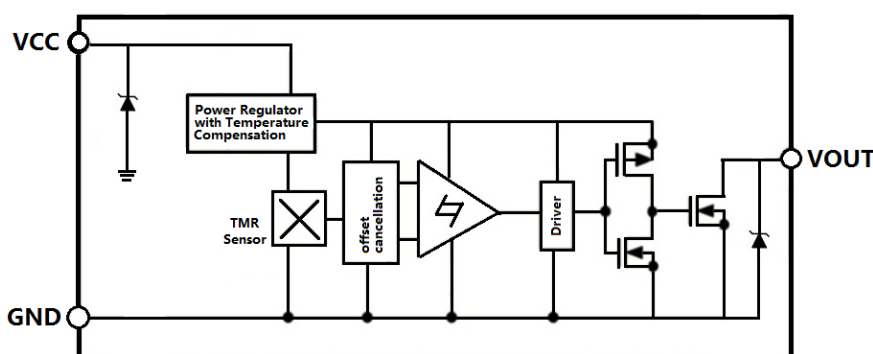 VCC
Power Regulator
with Temperature
Compensation
VOUT
TMR
Sensor
offset
cancellation
Driver
GND